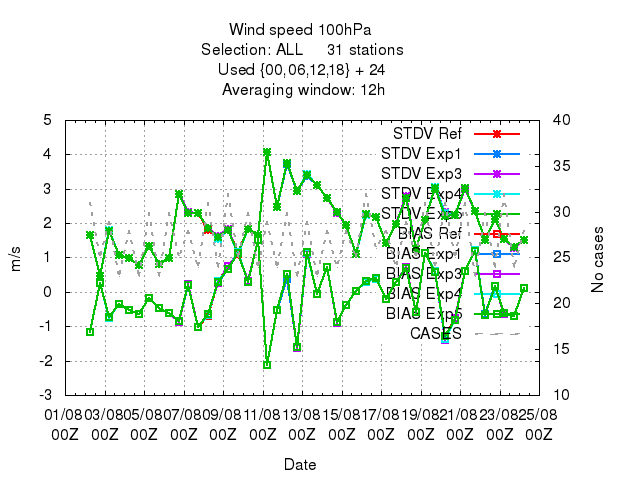 Wind speed 100hPa
Selection: ALL 31 stations
Used {00,06,12,18} + 24
Averaging window: 12h
5
4
3
2
1
0
-1
-2
-3
m/s
40
35
30
25
20
15
10
No cases
STDV Ref
STDV Exp1
STDV Exp3
STDV Exp4
STDV Exp5
BIAS Ref
BIAS Exp1
BIAS Exp3
BIAS Exp4
BIAS Exp5
CASES
01/08 03/08 05/08 07/08 09/08 11/08 13/08 15/08 17/08 19/08 21/08 23/08 25/08
00Z 00Z 00Z 00Z 00Z 00Z 00Z 00Z 00Z 00Z 00Z 00Z 00Z
Date